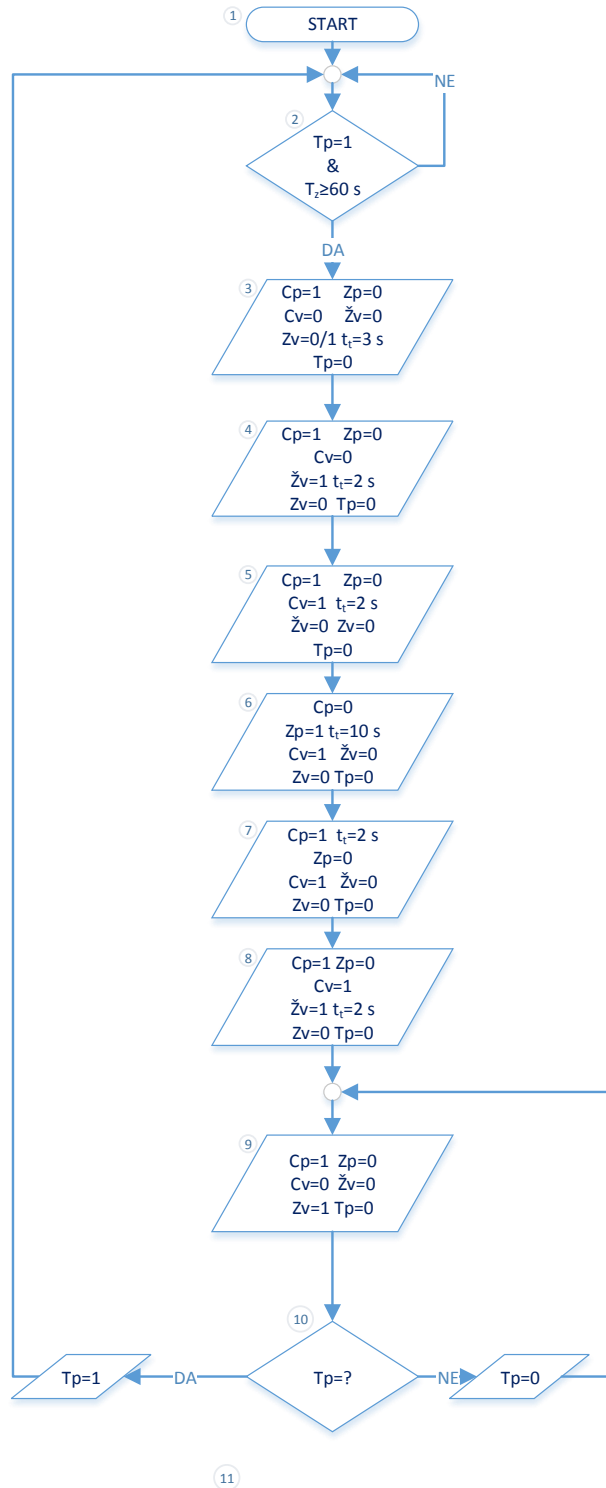 1
START
NE
2
Tp=1
&
Tz≥60 s
DA
3
Cp=1 Zp=0
Cv=0 Žv=0
Zv=0/1 tt=3 s
Tp=0
4
Cp=1 Zp=0
Cv=0
Žv=1 tt=2 s
Zv=0 Tp=0
5
Cp=1 Zp=0
Cv=1 tt=2 s
Žv=0 Zv=0
Tp=0
6
Cp=0
Zp=1 tt=10 s
Cv=1 Žv=0
Zv=0 Tp=0
7
Cp=1 tt=2 s
Zp=0
Cv=1 Žv=0
Zv=0 Tp=0
8
Cp=1 Zp=0
Cv=1
Žv=1 tt=2 s
Zv=0 Tp=0
9
Cp=1 Zp=0
Cv=0 Žv=0
Zv=1 Tp=0
10
Tp=1 DA Tp=? NE Tp=0
11